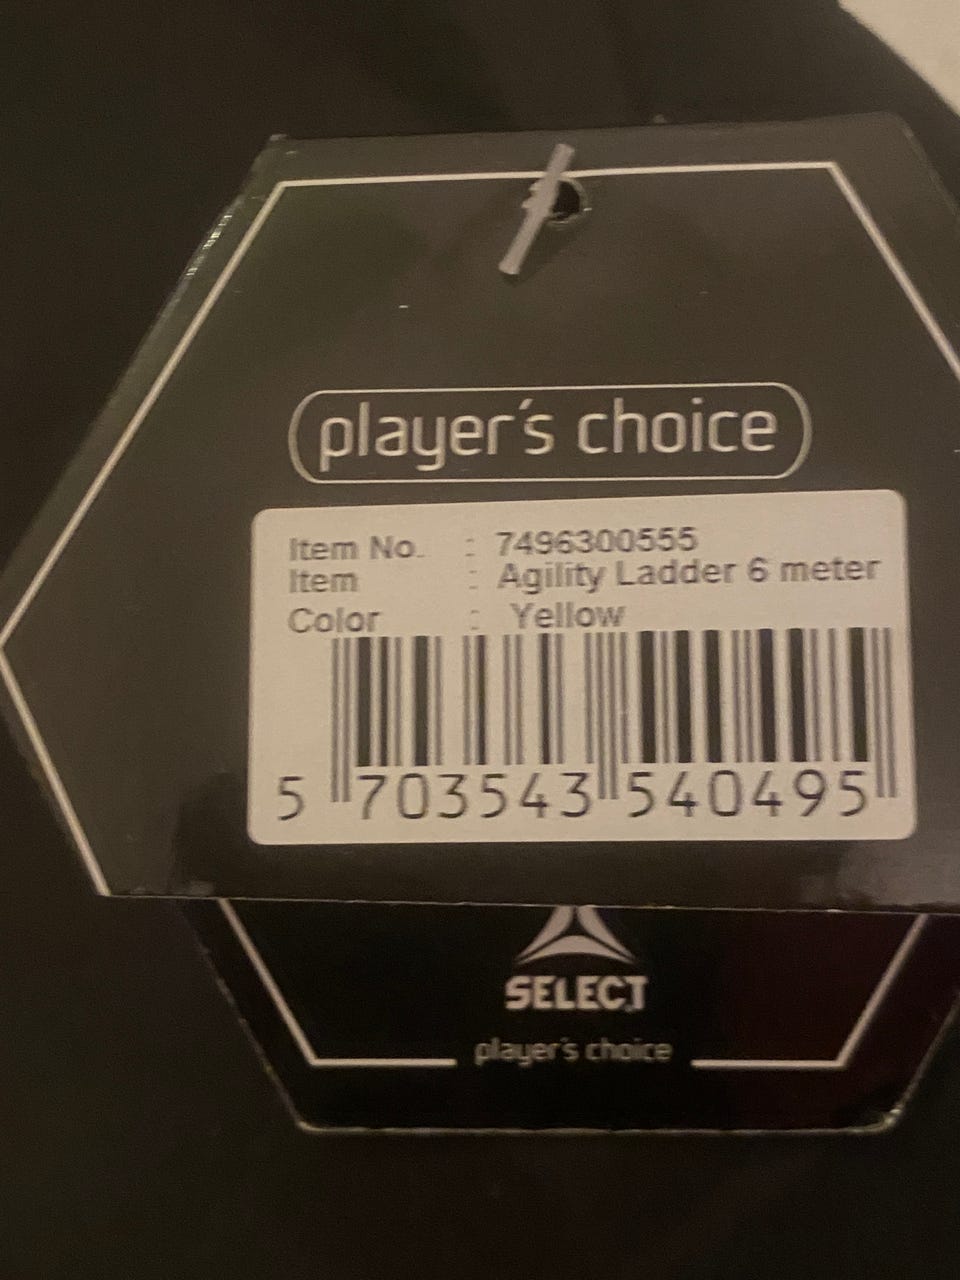 player's choice
Item No. : 7496300555
Item : Agility Ladder 6 meter
Color : Yellow
5 703543 540495
SELECT
player's choice